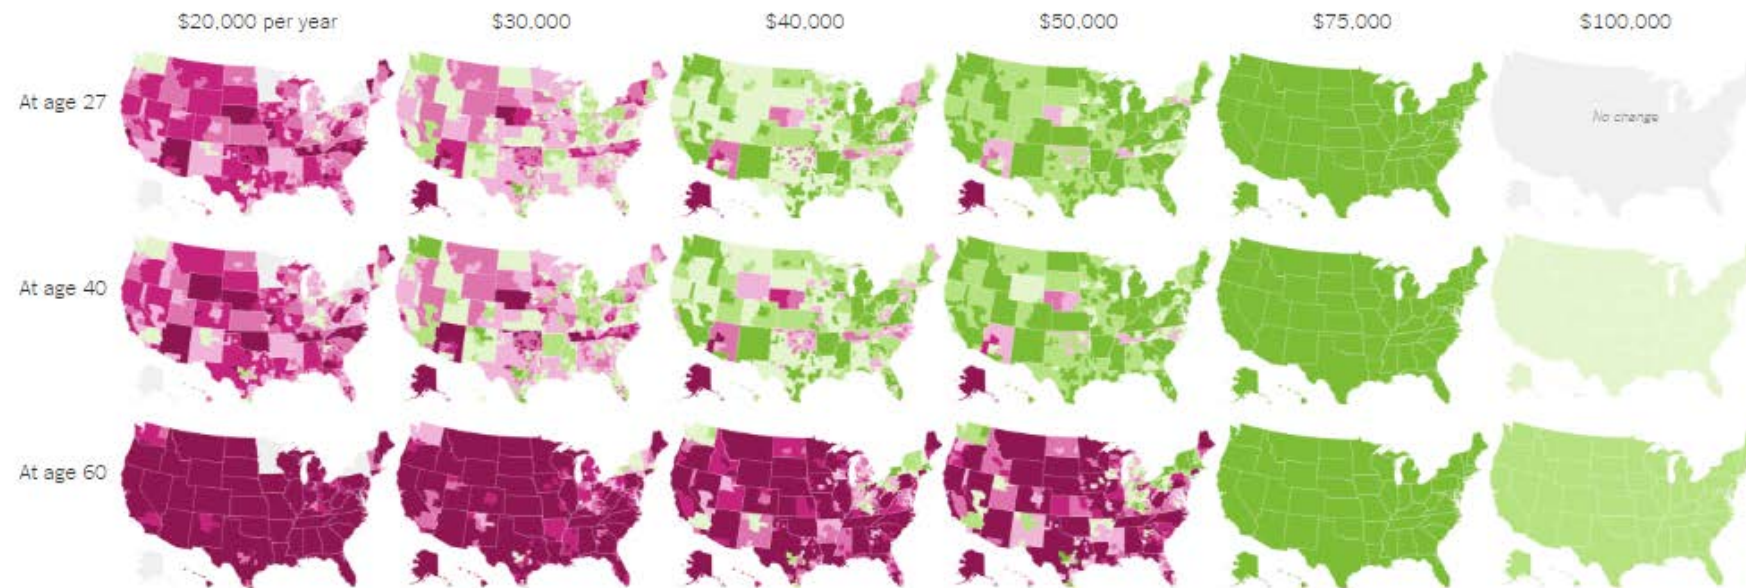 $20,000 per year $30,000 $40,000 $50,000 $75,000 $100,000
At age 27
No change
At age 40
At age 60